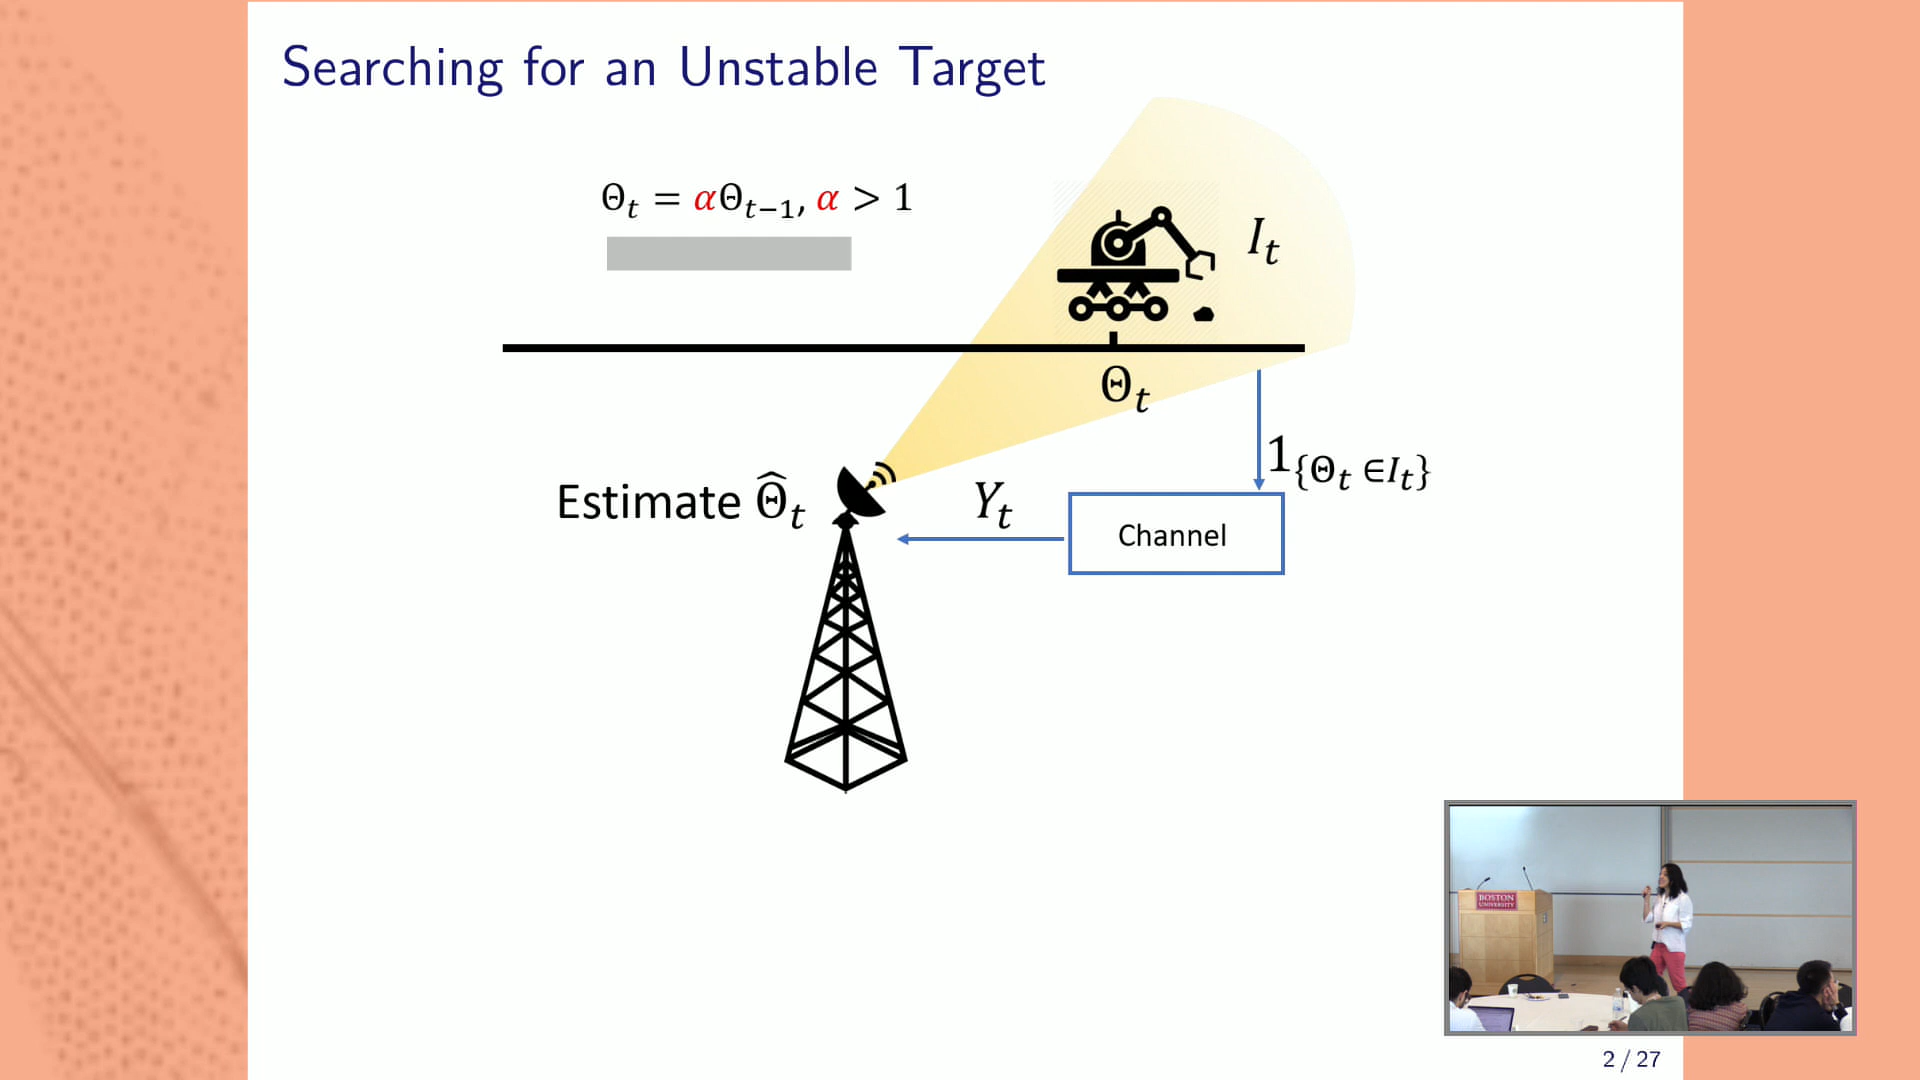 Searching for an Unstable Target
Θ_t = αΘ_{t−1}, α > 1
I_t
Θ_t
1_{Θ_t ∈I_t}
Estimate Θ̂_t
Y_t
Channel
BOSTON
UNIVERSITY
2 / 27